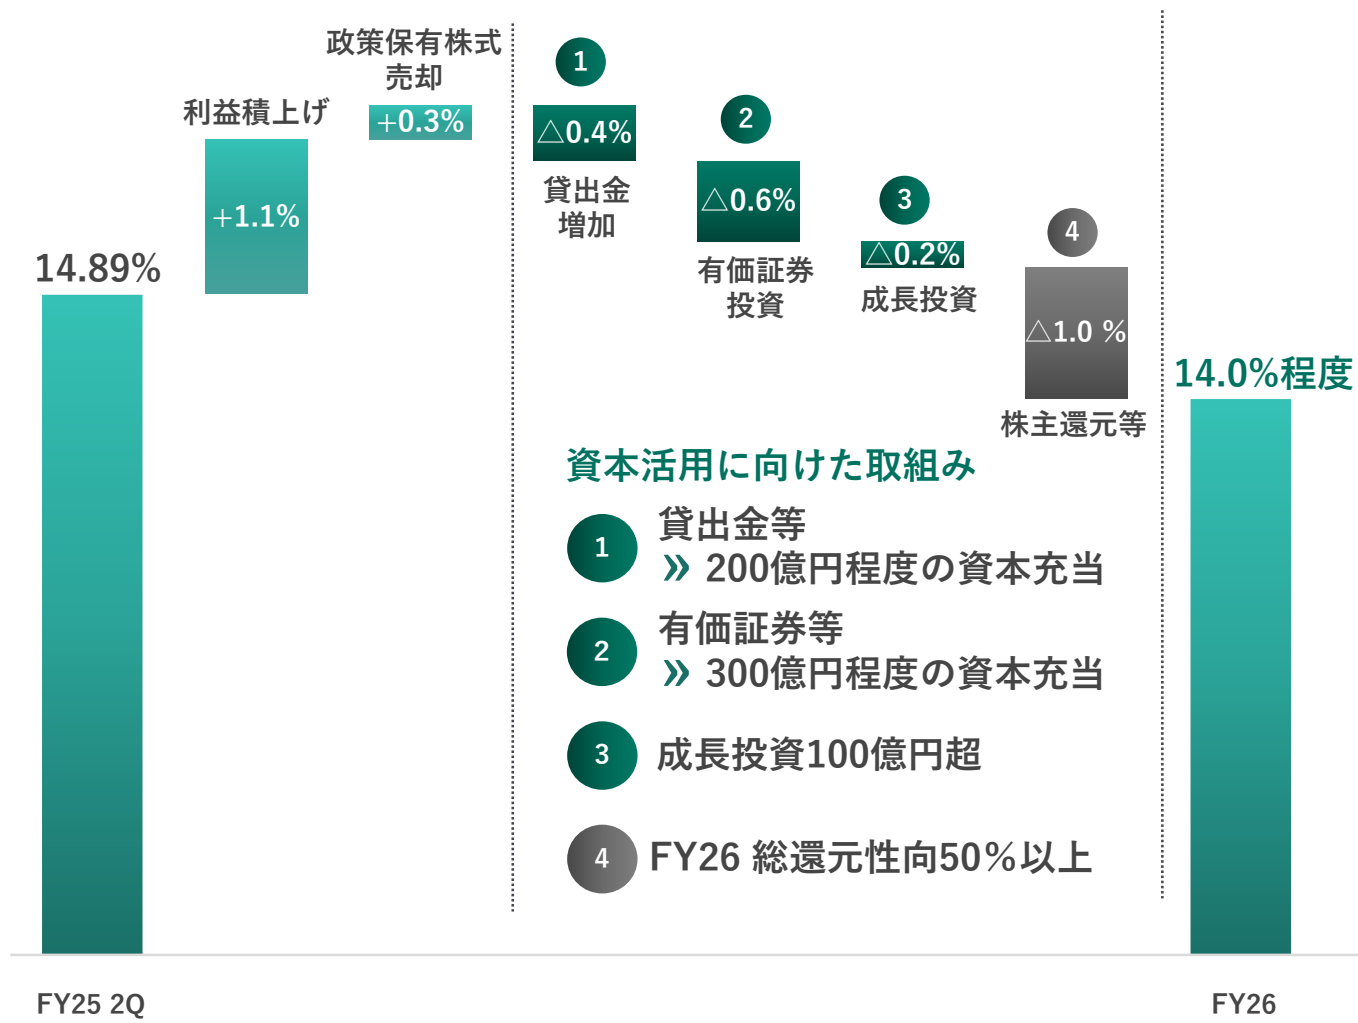 14.89%
利益積上げ
+1.1%
政策保有株式
売却
+0.3%
1
△0.4%
貸出金
増加
2
△0.6%
有価証券
投資
3
△0.2%
成長投資
4
△1.0 %
株主還元等
14.0%程度
資本活用に向けた取組み
1
貸出金等
» 200億円程度の資本充当
2
有価証券等
» 300億円程度の資本充当
3
成長投資100億円超
4
FY26 総還元性向50%以上
FY25 2Q
FY26